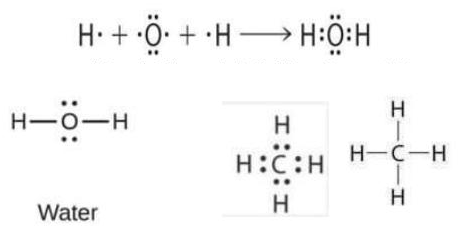 H· + ·Ö· + ·H ⟶ H:Ö:H
H—O—H
Water
H
H:C:H
H
H
H—C—H
H